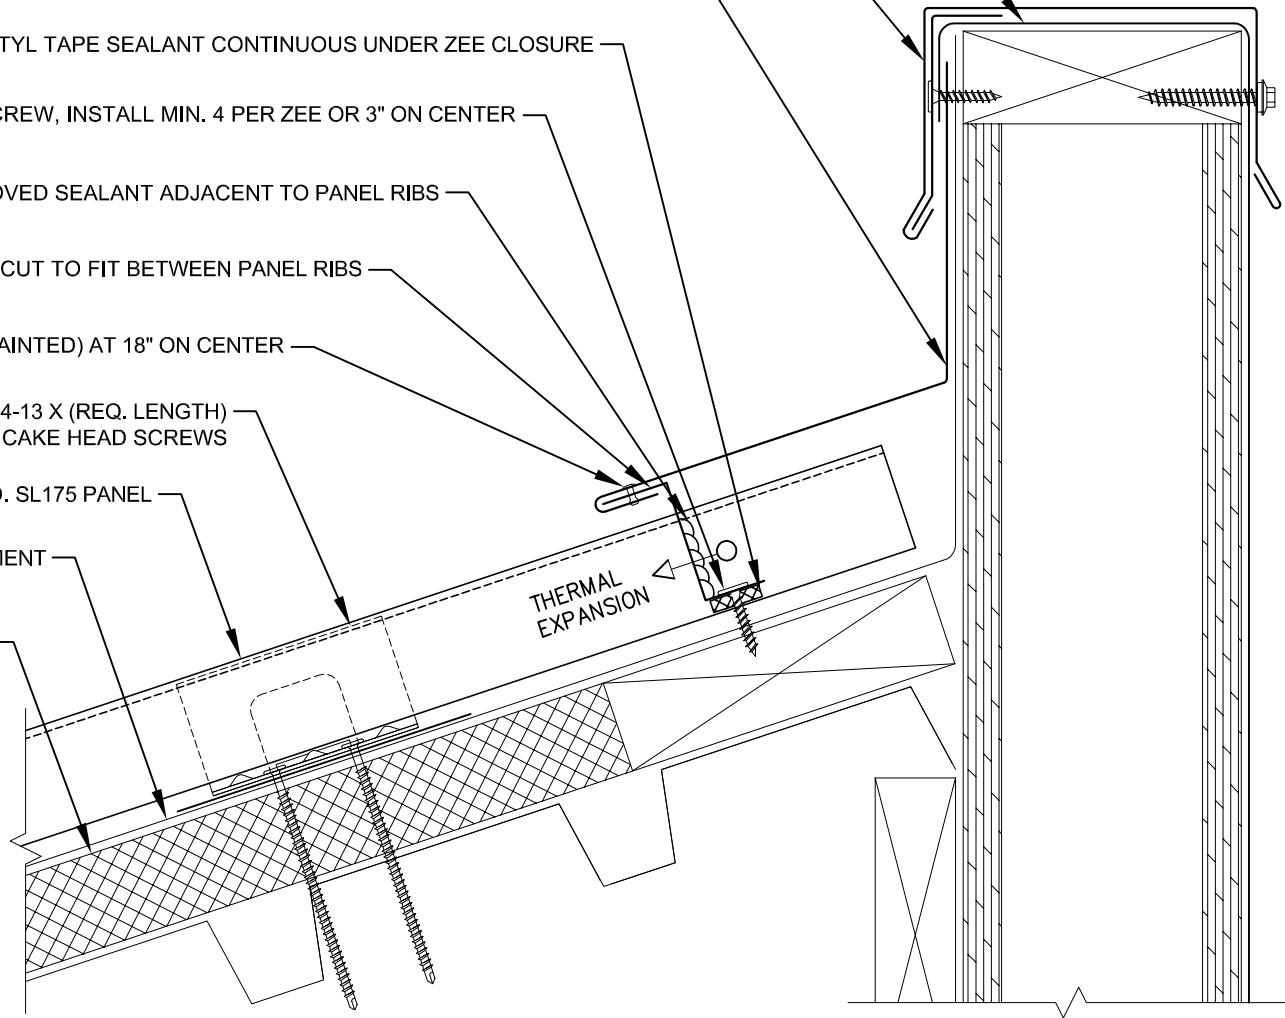 TYL TAPE SEALANT CONTINUOUS UNDER ZEE CLOSURE
CREW, INSTALL MIN. 4 PER ZEE OR 3" ON CENTER
OVED SEALANT ADJACENT TO PANEL RIBS
CUT TO FIT BETWEEN PANEL RIBS
AINTED) AT 18" ON CENTER
4-13 X (REQ. LENGTH)
CAKE HEAD SCREWS
. SL175 PANEL
MENT
THERMAL
EXPANSION